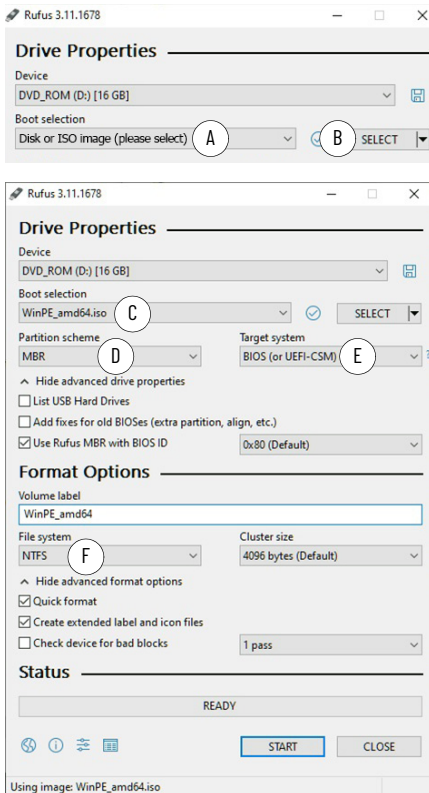 Rufus 3.11.1678
Drive Properties
Device
DVD_ROM (D:) [16 GB]
Boot selection
Disk or ISO image (please select) A B SELECT
Rufus 3.11.1678
Drive Properties
Device
DVD_ROM (D:) [16 GB]
Boot selection
WinPE_amd64.iso C SELECT
Partition scheme Target system
MBR D BIOS (or UEFI-CSM) E
Hide advanced drive properties
List USB Hard Drives
Add fixes for old BIOSes (extra partition, align, etc.)
Use Rufus MBR with BIOS ID 0x80 (Default)
Format Options
Volume label
WinPE_amd64
File system Cluster size
NTFS F 4096 bytes (Default)
Hide advanced format options
Quick format
Create extended label and icon files
Check device for bad blocks 1 pass
Status
READY
START CLOSE
Using image: WinPE_amd64.iso